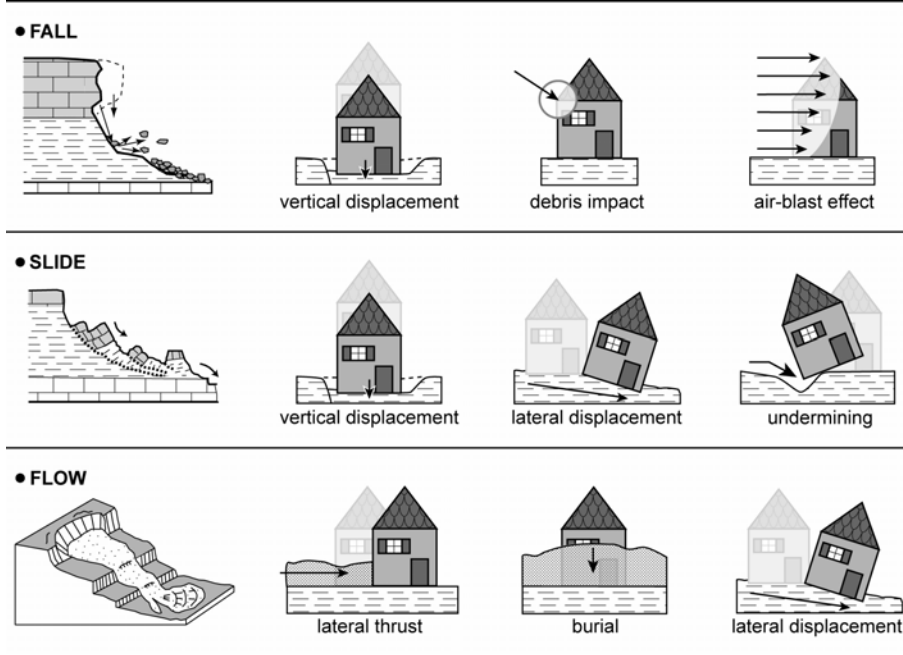 • FALL
vertical displacement
debris impact
air-blast effect
• SLIDE
vertical displacement
lateral displacement
undermining
• FLOW
lateral thrust
burial
lateral displacement